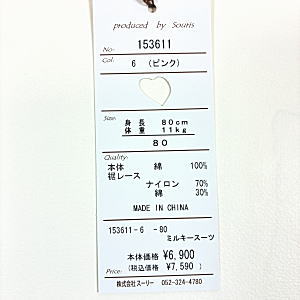 produced by Souris
No- 153611
Col: 6 （ピンク）
Size: 身 長 80cm
体 重 11kg
80
Quality:
本体 綿 100%
裾レース
ナイロン 70%
綿 30%
MADE IN CHINA
153611-6 -80
ミルキースーツ
本体価格 ¥6,900
Price: (税込価格 ¥7,590 )
株式会社スーリー 052-324-4780